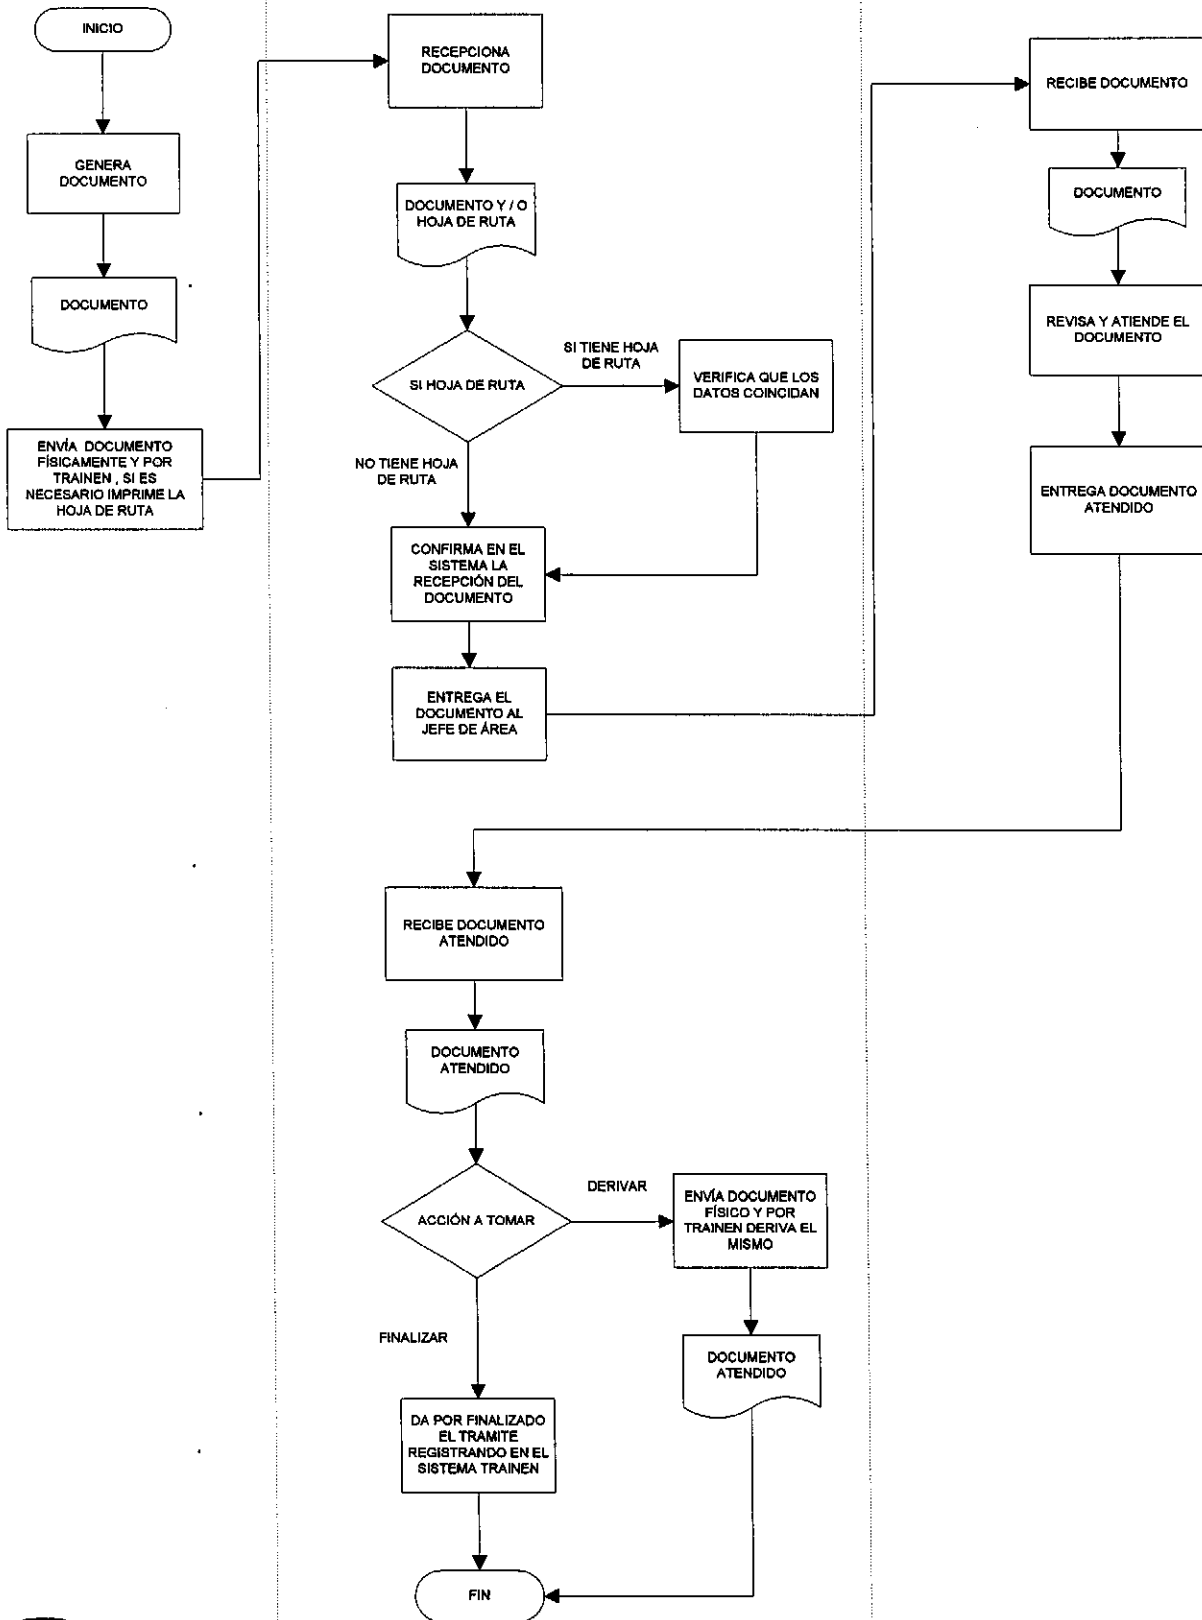 INICIO
GENERA
DOCUMENTO
DOCUMENTO
ENVÍA DOCUMENTO
FÍSICAMENTE Y POR
TRAINEN , SI ES
NECESARIO IMPRIME LA
HOJA DE RUTA
RECEPCIONA
DOCUMENTO
DOCUMENTO Y / O
HOJA DE RUTA
SI HOJA DE RUTA
SI TIENE HOJA
DE RUTA
VERIFICA QUE LOS
DATOS COINCIDAN
NO TIENE HOJA
DE RUTA
CONFIRMA EN EL
SISTEMA LA
RECEPCIÓN DEL
DOCUMENTO
ENTREGA EL
DOCUMENTO AL
JEFE DE ÁREA
RECIBE DOCUMENTO
DOCUMENTO
REVISA Y ATIENDE EL
DOCUMENTO
ENTREGA DOCUMENTO
ATENDIDO
RECIBE DOCUMENTO
ATENDIDO
DOCUMENTO
ATENDIDO
ACCIÓN A TOMAR
DERIVAR
ENVÍA DOCUMENTO
FÍSICO Y POR
TRAINEN DERIVA EL
MISMO
DOCUMENTO
ATENDIDO
FINALIZAR
DA POR FINALIZADO
EL TRAMITE
REGISTRANDO EN EL
SISTEMA TRAINEN
FIN